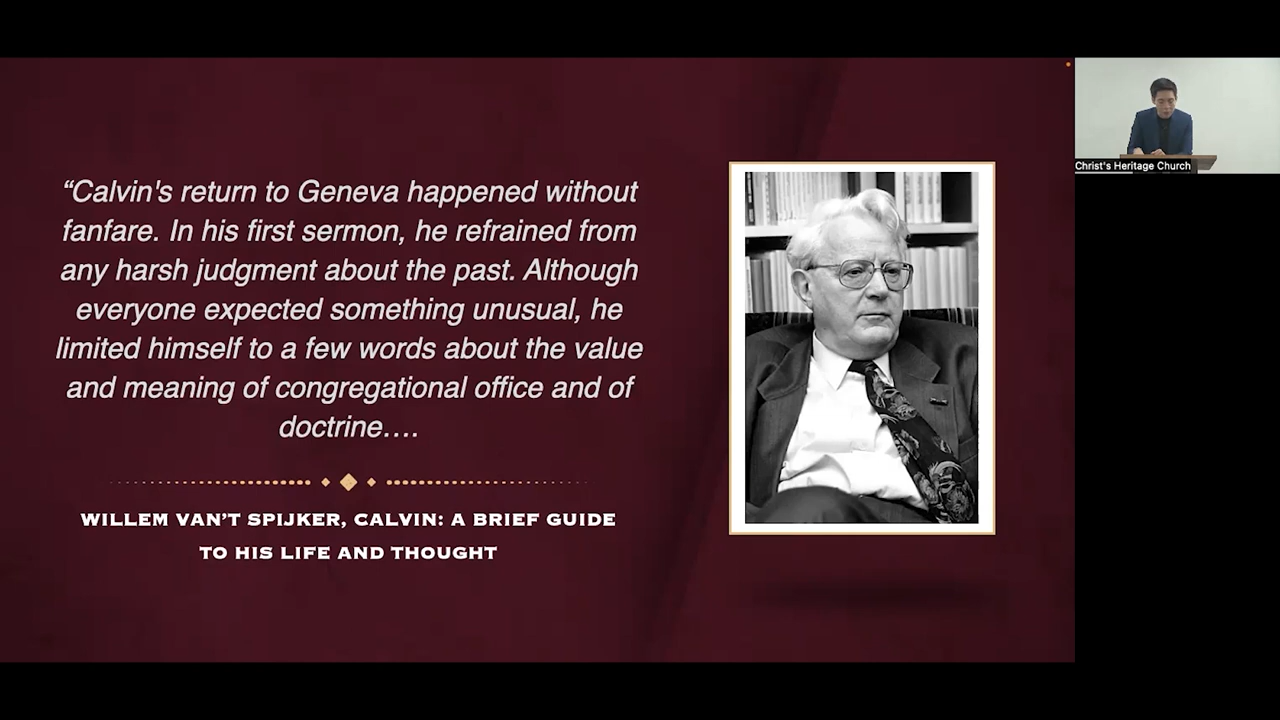 “Calvin's return to Geneva happened without
fanfare. In his first sermon, he refrained from
any harsh judgment about the past. Although
everyone expected something unusual, he
limited himself to a few words about the value
and meaning of congregational office and of
doctrine….
WILLEM VAN’T SPIJKER, CALVIN: A BRIEF GUIDE
TO HIS LIFE AND THOUGHT
Christ's Heritage Church